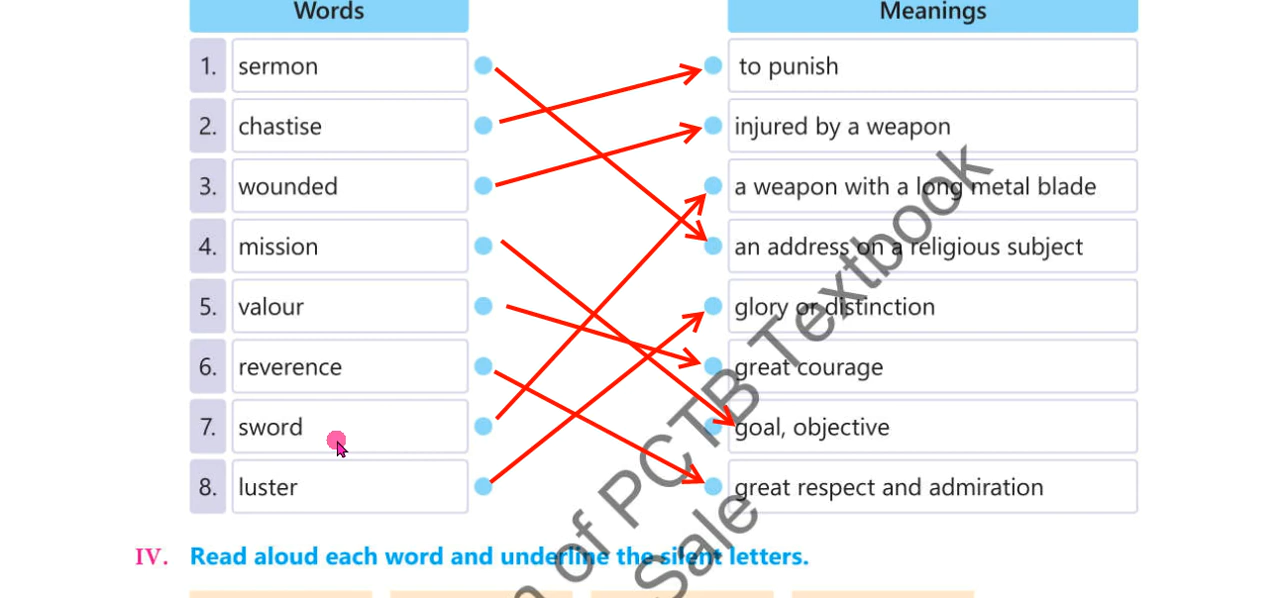 Words Meanings
1. sermon to punish
2. chastise injured by a weapon
3. wounded a weapon with a long metal blade
4. mission an address on a religious subject
5. valour glory or distinction
6. reverence great courage
7. sword goal, objective
8. luster great respect and admiration
IV. Read aloud each word and underline the silent letters.
of PCTB Textbook
Sale